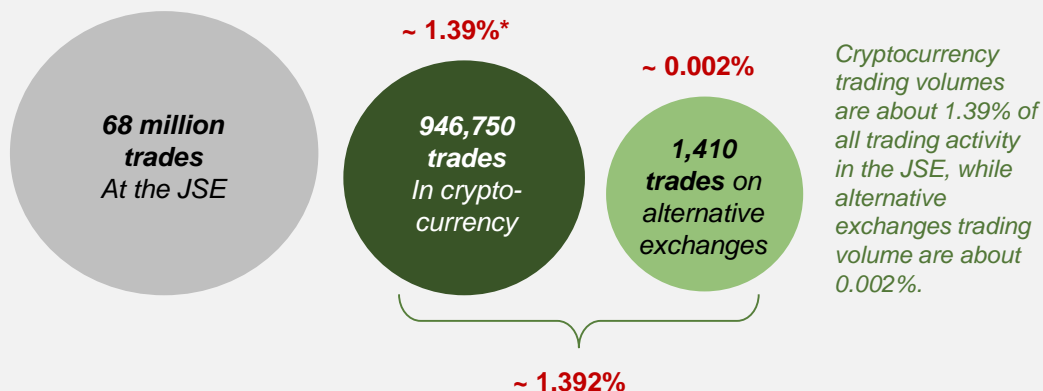 ~ 1.39%*
~ 0.002%
68 million
trades
At the JSE
946,750
trades
In crypto-
currency
1,410
trades on
alternative
exchanges
Cryptocurrency
trading volumes
are about 1.39% of
all trading activity
in the JSE, while
alternative
exchanges trading
volume are about
0.002%.
~ 1.392%